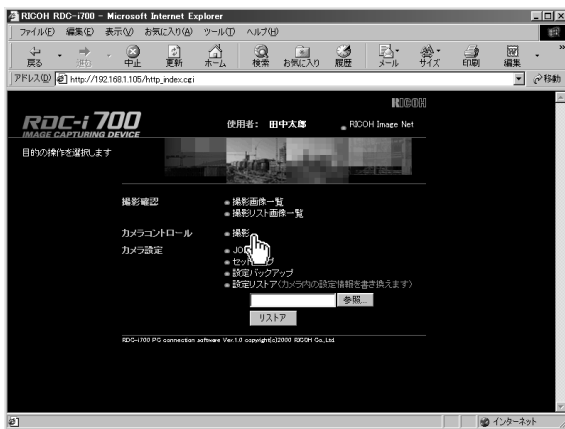 RICOH RDC-i700 - Microsoft Internet Explorer
ファイル(F) 編集(E) 表示(V) お気に入り(A) ツール(T) ヘルプ(H)
戻る 進む 中止 更新 ホーム 検索 お気に入り 履歴 メール サイズ 印刷 編集 »
アドレス(D) http://192.168.1.105/http_index.cgi 移動
RICOH
RDC-i 700
IMAGE CAPTURING DEVICE
使用者: 田中太郎 RICOH Image Net
目的の操作を選択します
撮影確認 撮影画像一覧
撮影リスト画像一覧
カメラコントロール 撮影
カメラ設定
設定バックアップ
設定リストア(カメラ内の設定情報を書き換えます)
参照...
リストア
RDC-i700 PC connection software Ver.1.0 copyright(c)2000 RICOH Co.,Ltd.
インターネット